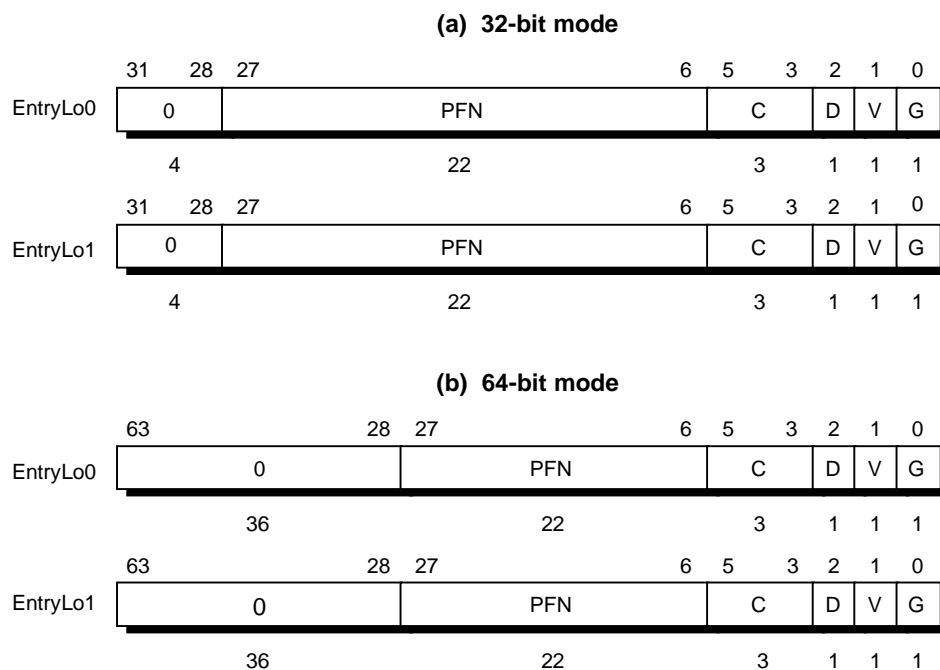 (a) 32-bit mode
31 28 27 6 5 3 2 1 0
EntryLo0 0 PFN C D V G
4 22 3 1 1 1
31 28 27 6 5 3 2 1 0
EntryLo1 0 PFN C D V G
4 22 3 1 1 1
(b) 64-bit mode
63 28 27 6 5 3 2 1 0
EntryLo0 0 PFN C D V G
36 22 3 1 1 1
63 28 27 6 5 3 2 1 0
EntryLo1 0 PFN C D V G
36 22 3 1 1 1